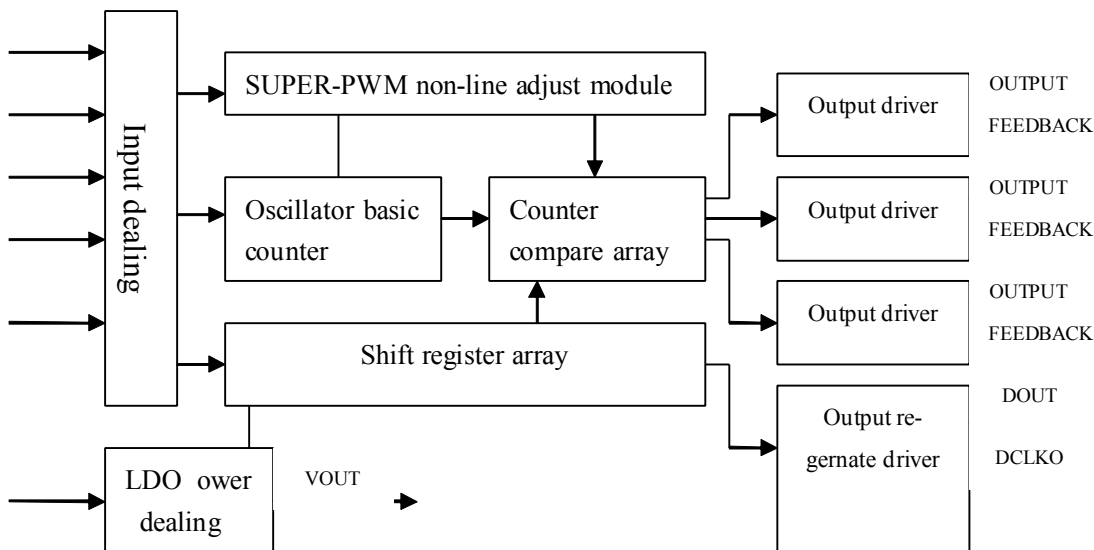 Input dealing
SUPER-PWM non-line adjust module
Oscillator basic
counter
Counter
compare array
Shift register array
LDO ower
dealing
VOUT
Output driver
OUTPUT
FEEDBACK
Output driver
OUTPUT
FEEDBACK
Output driver
OUTPUT
FEEDBACK
Output re-
gernate driver
DOUT
DCLKO